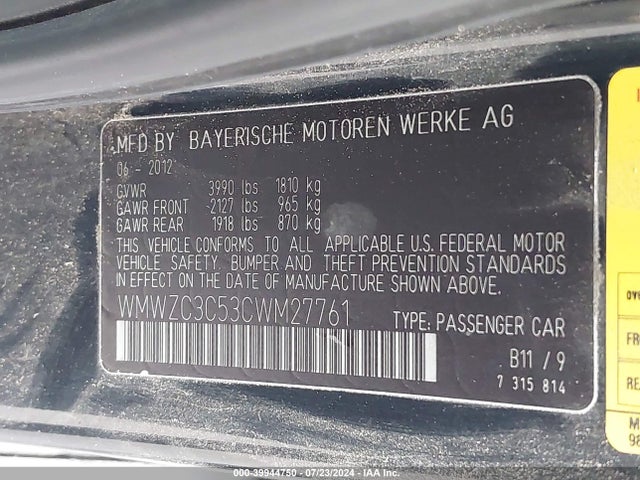 MFD BY BAYERISCHE MOTOREN WERKE AG
06 - 2012
GVWR 3990 lbs 1810 kg
GAWR FRONT -2127 lbs 965 kg
GAWR REAR 1918 lbs 870 kg
THIS VEHICLE CONFORMS TO ALL APPLICABLE U.S. FEDERAL MOTOR
VEHICLE SAFETY, BUMPER AND THEFT PREVENTION STANDARDS
IN EFFECT ON THE DATE OF MANUFACTURE SHOWN ABOVE.
WMWZC3C53CWM27761
TYPE: PASSENGER CAR
B11 / 9
7 315 814
000-39944750 - 07/23/2024 - IAA Inc.